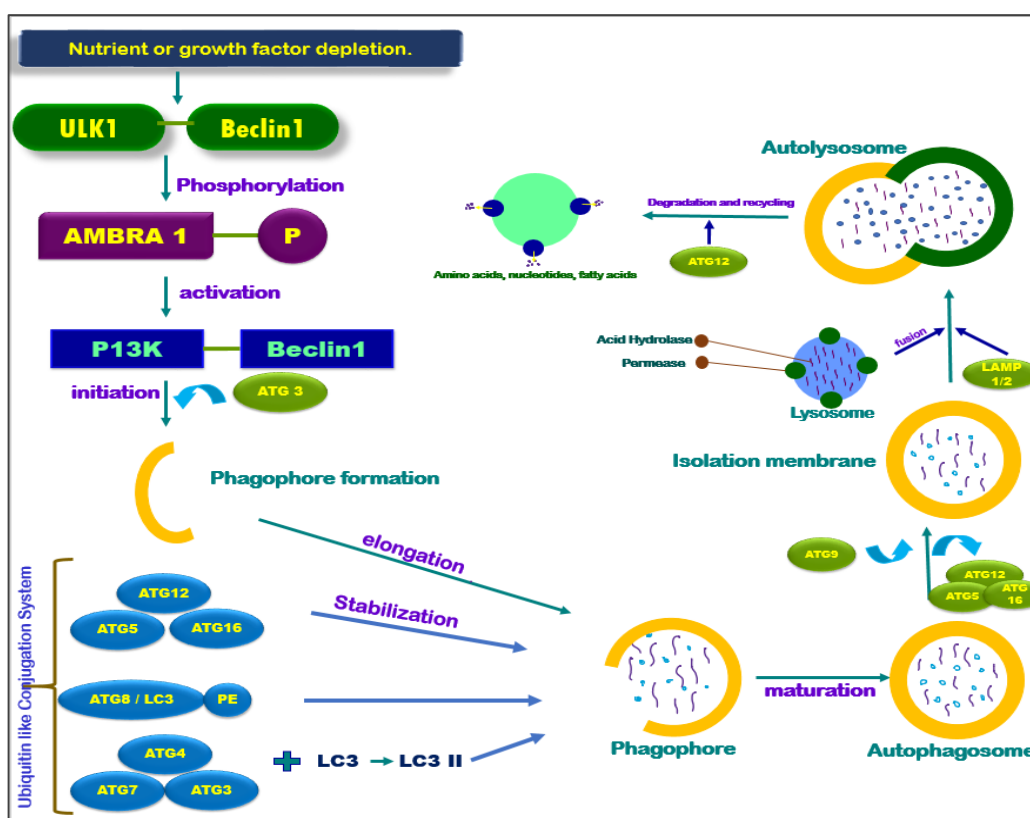 Nutrient or growth factor depletion.
ULK1
Beclin1
Phosphorylation
AMBRA 1
P
activation
P13K
Beclin1
initiation
ATG 3
Phagophore formation
elongation
Stabilization
Ubiquitin like Conjugation System
ATG12
ATG5
ATG16
ATG8 / LC3
PE
ATG4
ATG7
ATG3
LC3
LC3 II
Phagophore
maturation
Autophagosome
ATG9
ATG12
ATG5
ATG
16
Isolation membrane
Acid Hydrolase
Permease
Lysosome
fusion
LAMP
1/2
Autolysosome
Degradation and recycling
ATG12
Amino acids, nucleotides, fatty acids